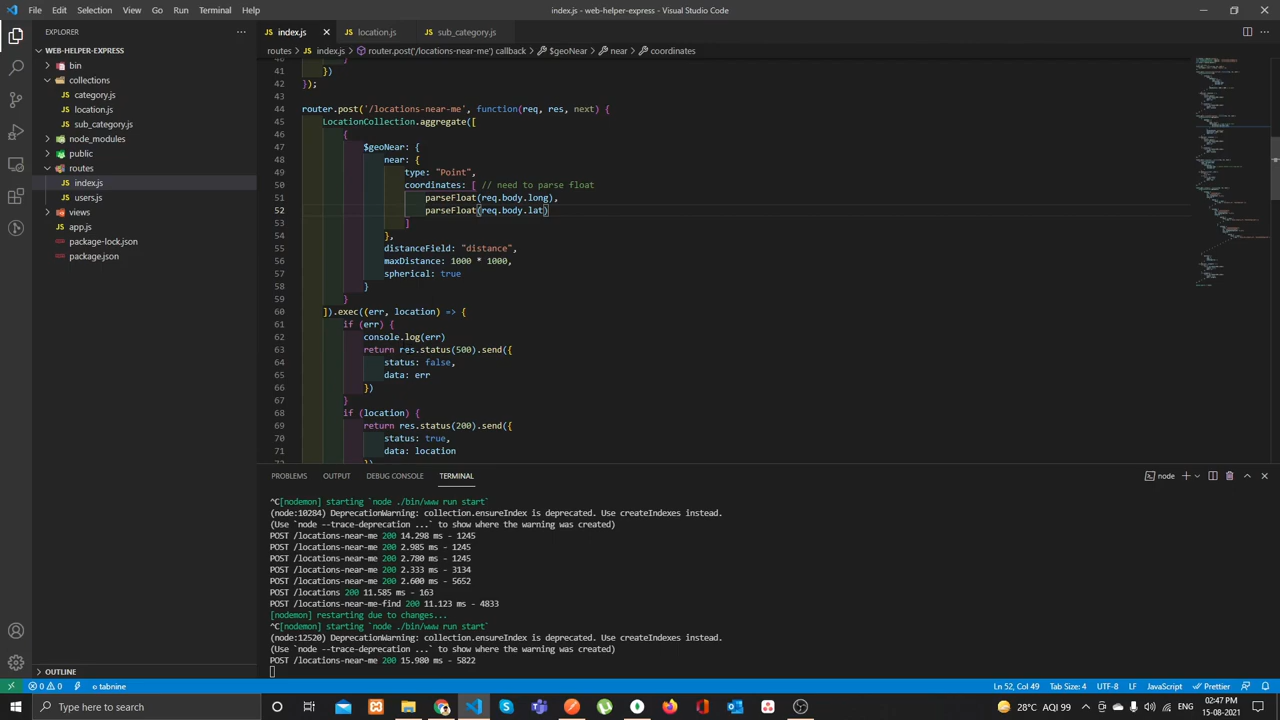 File Edit Selection View Go Run Terminal Help
index.js - web-helper-express - Visual Studio Code
EXPLORER
index.js
location.js
sub_category.js
WEB-HELPER-EXPRESS
routes > index.js > router.post('/locations-near-me') callback > $geoNear > near > coordinates
bin
collections
category.js
location.js
sub_category.js
node_modules
public
routes
index.js
users.js
views
app.js
package-lock.json
package.json
OUTLINE
40 }
41 })
42 });
43
44 router.post('/locations-near-me', function(req, res, next) {
45 LocationCollection.aggregate([
46 {
47 $geoNear: {
48 near: {
49 type: "Point",
50 coordinates: [ // need to parse float
51 parseFloat(req.body.long),
52 parseFloat(req.body.lat)
53 ]
54 },
55 distanceField: "distance",
56 maxDistance: 1000 * 1000,
57 spherical: true
58 }
59 }
60 ]).exec((err, location) => {
61 if (err) {
62 console.log(err)
63 return res.status(500).send({
64 status: false,
65 data: err
66 })
67 }
68 if (location) {
69 return res.status(200).send({
70 status: true,
71 data: location
72 })
PROBLEMS OUTPUT DEBUG CONSOLE TERMINAL
node
^C[nodemon] starting `node ./bin/www run start`
(node:10284) DeprecationWarning: collection.ensureIndex is deprecated. Use createIndexes instead.
(Use `node --trace-deprecation ...` to show where the warning was created)
POST /locations-near-me 200 14.298 ms - 1245
POST /locations-near-me 200 2.985 ms - 1245
POST /locations-near-me 200 2.780 ms - 1245
POST /locations-near-me 200 2.333 ms - 3134
POST /locations-near-me 200 2.600 ms - 5652
POST /locations 200 11.585 ms - 163
POST /locations-near-me-find 200 11.123 ms - 4833
[nodemon] restarting due to changes...
^C[nodemon] starting `node ./bin/www run start`
(node:12520) DeprecationWarning: collection.ensureIndex is deprecated. Use createIndexes instead.
(Use `node --trace-deprecation ...` to show where the warning was created)
POST /locations-near-me 200 15.980 ms - 5822
0 0 tabnine
Ln 52, Col 49 Tab Size: 4 UTF-8 LF JavaScript Prettier
Type here to search
28°C AQI 99
ENG
02:47 PM
15-08-2021